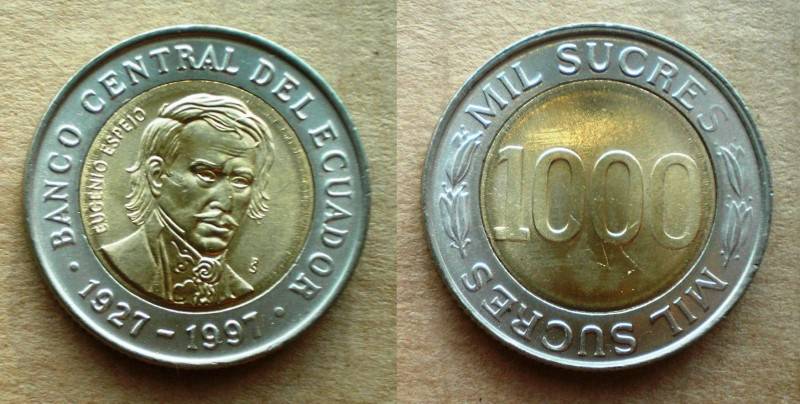 BANCO CENTRAL DEL ECUADOR
EUGENIO ESPEJO
· 1927 - 1997 ·
MIL SUCRES
1000
MIL SUCRES